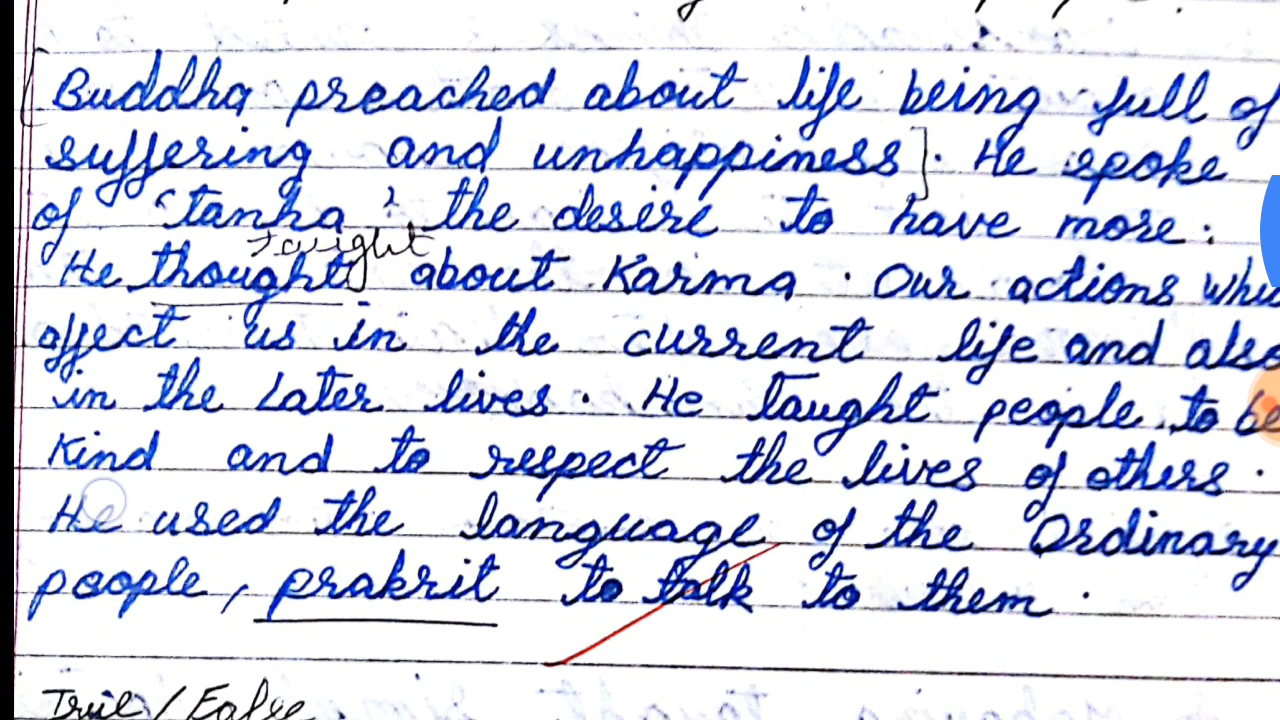 [Buddha preached about life being full of
suffering and unhappiness]. He spoke
of 'tanha' the desire to have more.
taught
He thought about Karma. Our actions
affect us in the current life and also
in the Later lives. He taught people to be
Kind and to respect the lives of others.
He used the language of the Ordinary
people, prakrit to talk to them.
True/False